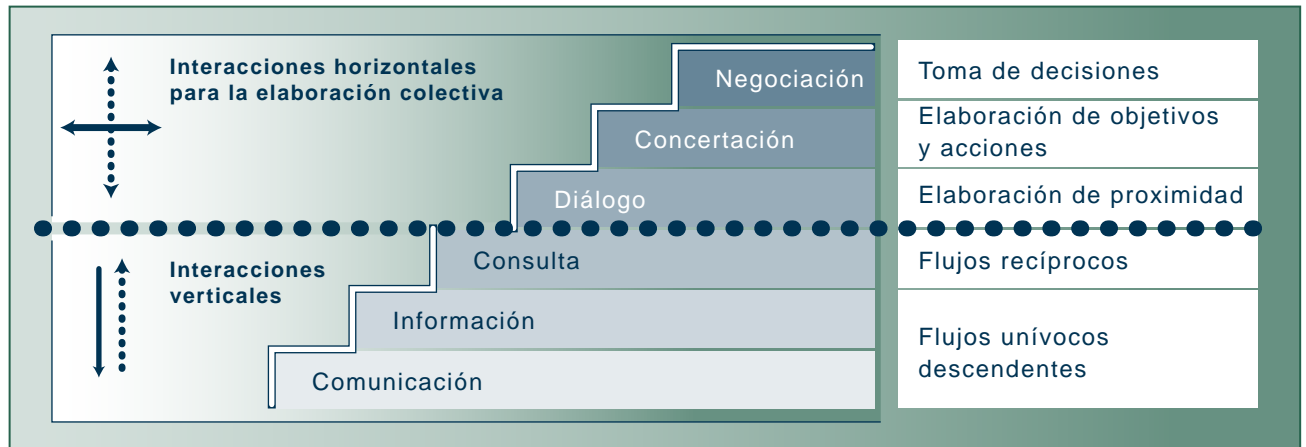 Interacciones horizontales
para la elaboración colectiva
Negociación
Toma de decisiones
Concertación
Elaboración de objetivos
y acciones
Diálogo
Elaboración de proximidad
Interacciones
verticales
Consulta
Flujos recíprocos
Información
Comunicación
Flujos unívocos
descendentes